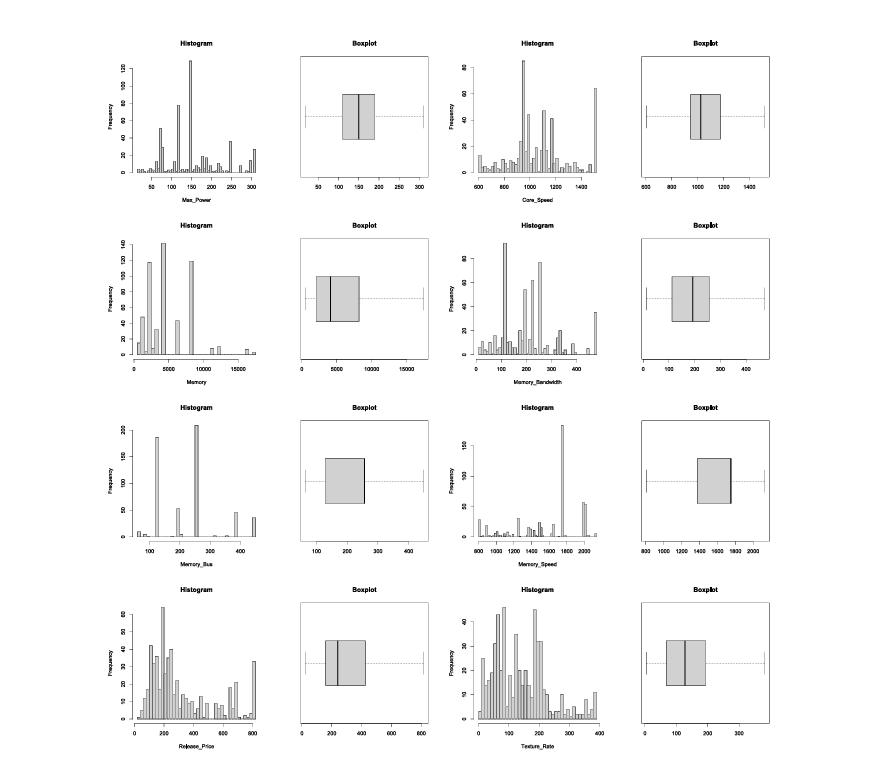 Histogram Boxplot Histogram Boxplot
Frequency
0 20 40 60 80 100 120
50 100 150 200 250 300
Max_Power
50 100 150 200 250 300
Frequency
0 20 40 60 80
600 800 1000 1200 1400
Core_Speed
600 800 1000 1200 1400
Histogram Boxplot Histogram Boxplot
Frequency
0 20 40 60 80 100 120 140
0 5000 10000 15000
Memory
0 5000 10000 15000
Frequency
0 20 40 60 80
0 100 200 300 400
Memory_Bandwidth
0 100 200 300 400
Histogram Boxplot Histogram Boxplot
Frequency
0 50 100 150 200
100 200 300 400
Memory_Bus
100 200 300 400
Frequency
0 50 100 150
800 1000 1200 1400 1600 1800 2000
Memory_Speed
800 1000 1200 1400 1600 1800 2000
Histogram Boxplot Histogram Boxplot
Frequency
0 10 20 30 40 50 60
0 200 400 600 800
Release_Price
0 200 400 600 800
Frequency
0 10 20 30 40
0 100 200 300 400
Texture_Rate
0 100 200 300